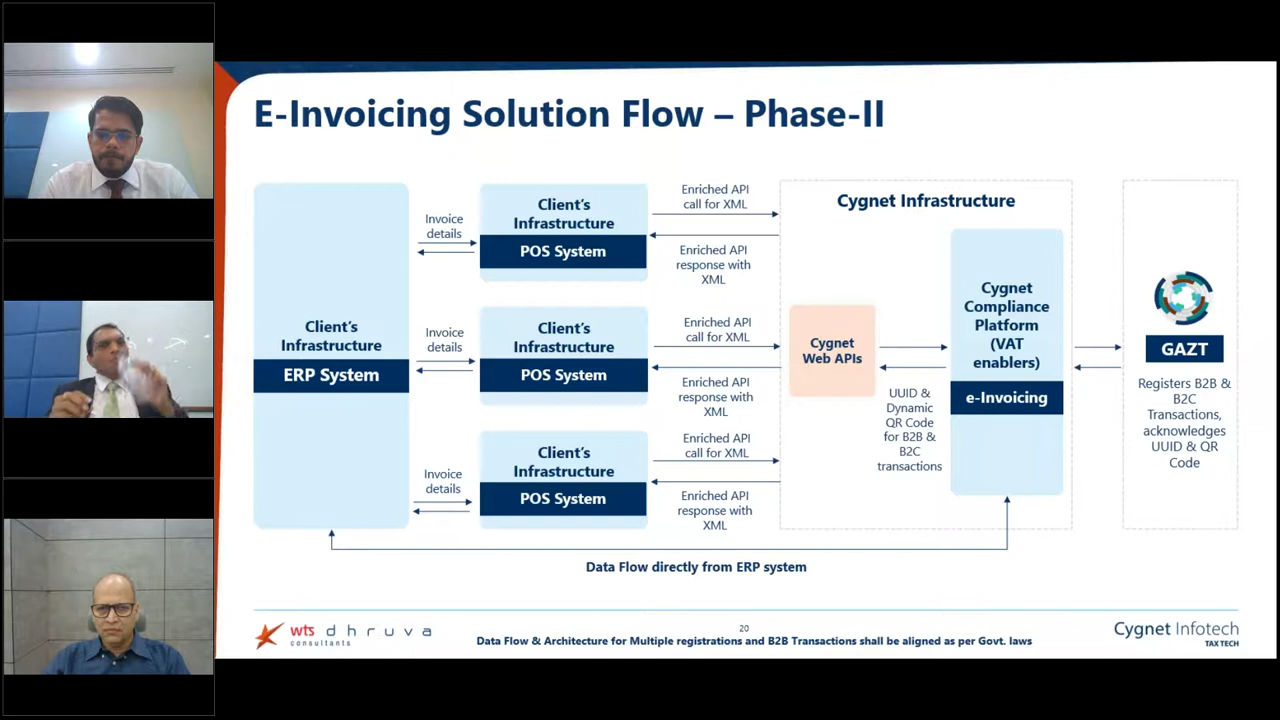 E-Invoicing Solution Flow – Phase-II
Client's
Infrastructure
ERP System
Invoice
details
Client's
Infrastructure
POS System
Enriched API
call for XML
Enriched API
response with
XML
Invoice
details
Client's
Infrastructure
POS System
Enriched API
call for XML
Enriched API
response with
XML
Invoice
details
Client's
Infrastructure
POS System
Enriched API
call for XML
Enriched API
response with
XML
Cygnet Infrastructure
Cygnet
Web APIs
UUID &
Dynamic
QR Code
for B2B &
B2C
transactions
Cygnet
Compliance
Platform
(VAT
enablers)
e-Invoicing
GAZT
Registers B2B &
B2C
Transactions,
acknowledges
UUID & QR
Code
Data Flow directly from ERP system
wts dhruva
consultants
20
Data Flow & Architecture for Multiple registrations and B2B Transactions shall be aligned as per Govt. laws
Cygnet Infotech
TAX TECH